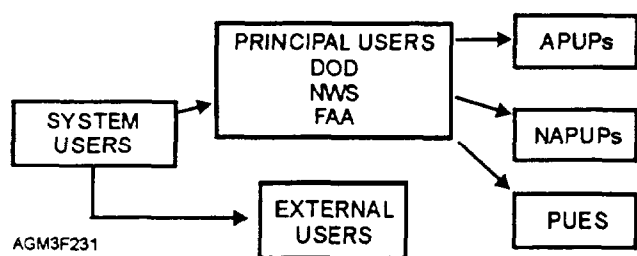 PRINCIPAL USERS
DOD
NWS
FAA
APUPs
SYSTEM
USERS
NAPUPs
EXTERNAL
USERS
PUES
AGM3F231